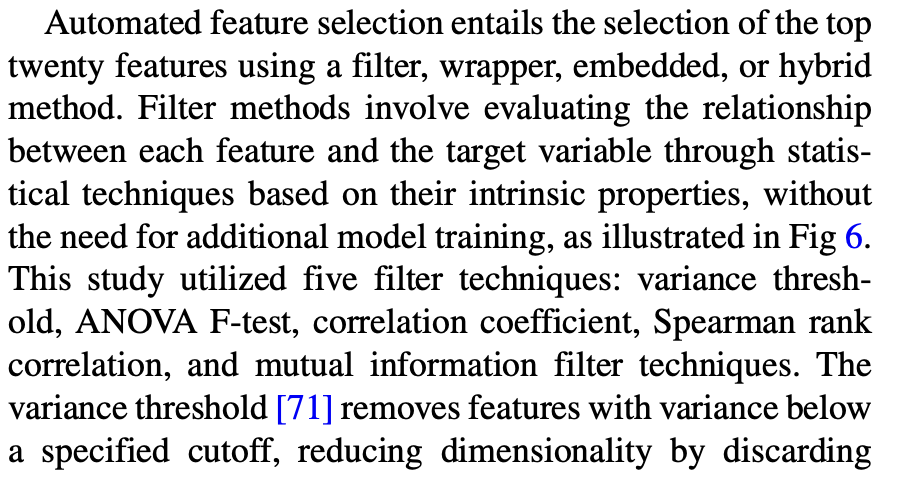 Automated feature selection entails the selection of the top
twenty features using a filter, wrapper, embedded, or hybrid
method. Filter methods involve evaluating the relationship
between each feature and the target variable through statis-
tical techniques based on their intrinsic properties, without
the need for additional model training, as illustrated in Fig 6.
This study utilized five filter techniques: variance thresh-
old, ANOVA F-test, correlation coefficient, Spearman rank
correlation, and mutual information filter techniques. The
variance threshold [71] removes features with variance below
a specified cutoff, reducing dimensionality by discarding